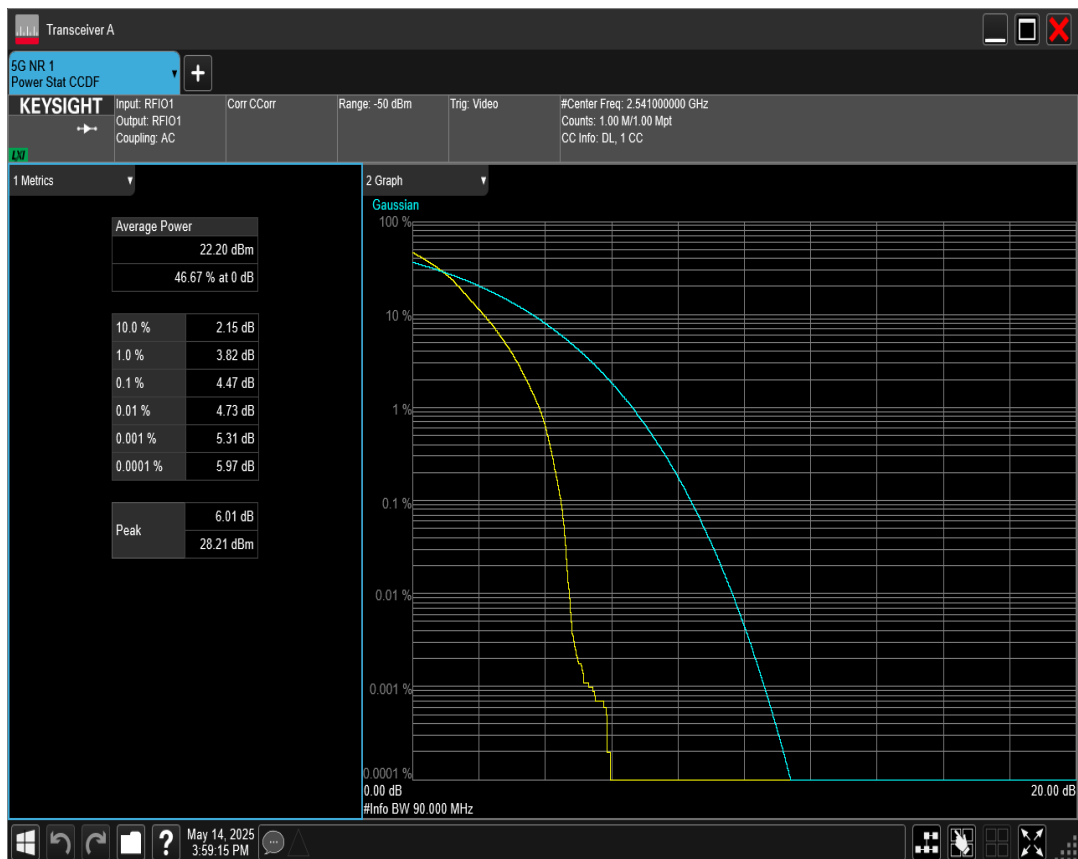 Transceiver A
5G NR 1
Power Stat CCDF
KEYSIGHT
LXI
Input: RFIO1
Output: RFIO1
Coupling: AC
Corr CCorr
Range: -50 dBm
Trig: Video
#Center Freq: 2.541000000 GHz
Counts: 1.00 M/1.00 Mpt
CC Info: DL, 1 CC
1 Metrics
Average Power
22.20 dBm
46.67 % at 0 dB
10.0 % 2.15 dB
1.0 % 3.82 dB
0.1 % 4.47 dB
0.01 % 4.73 dB
0.001 % 5.31 dB
0.0001 % 5.97 dB
Peak
6.01 dB
28.21 dBm
2 Graph
Gaussian
100 %
10 %
1 %
0.1 %
0.01 %
0.001 %
0.0001 %
0.00 dB
20.00 dB
#Info BW 90.000 MHz
?
May 14, 2025
3:59:15 PM